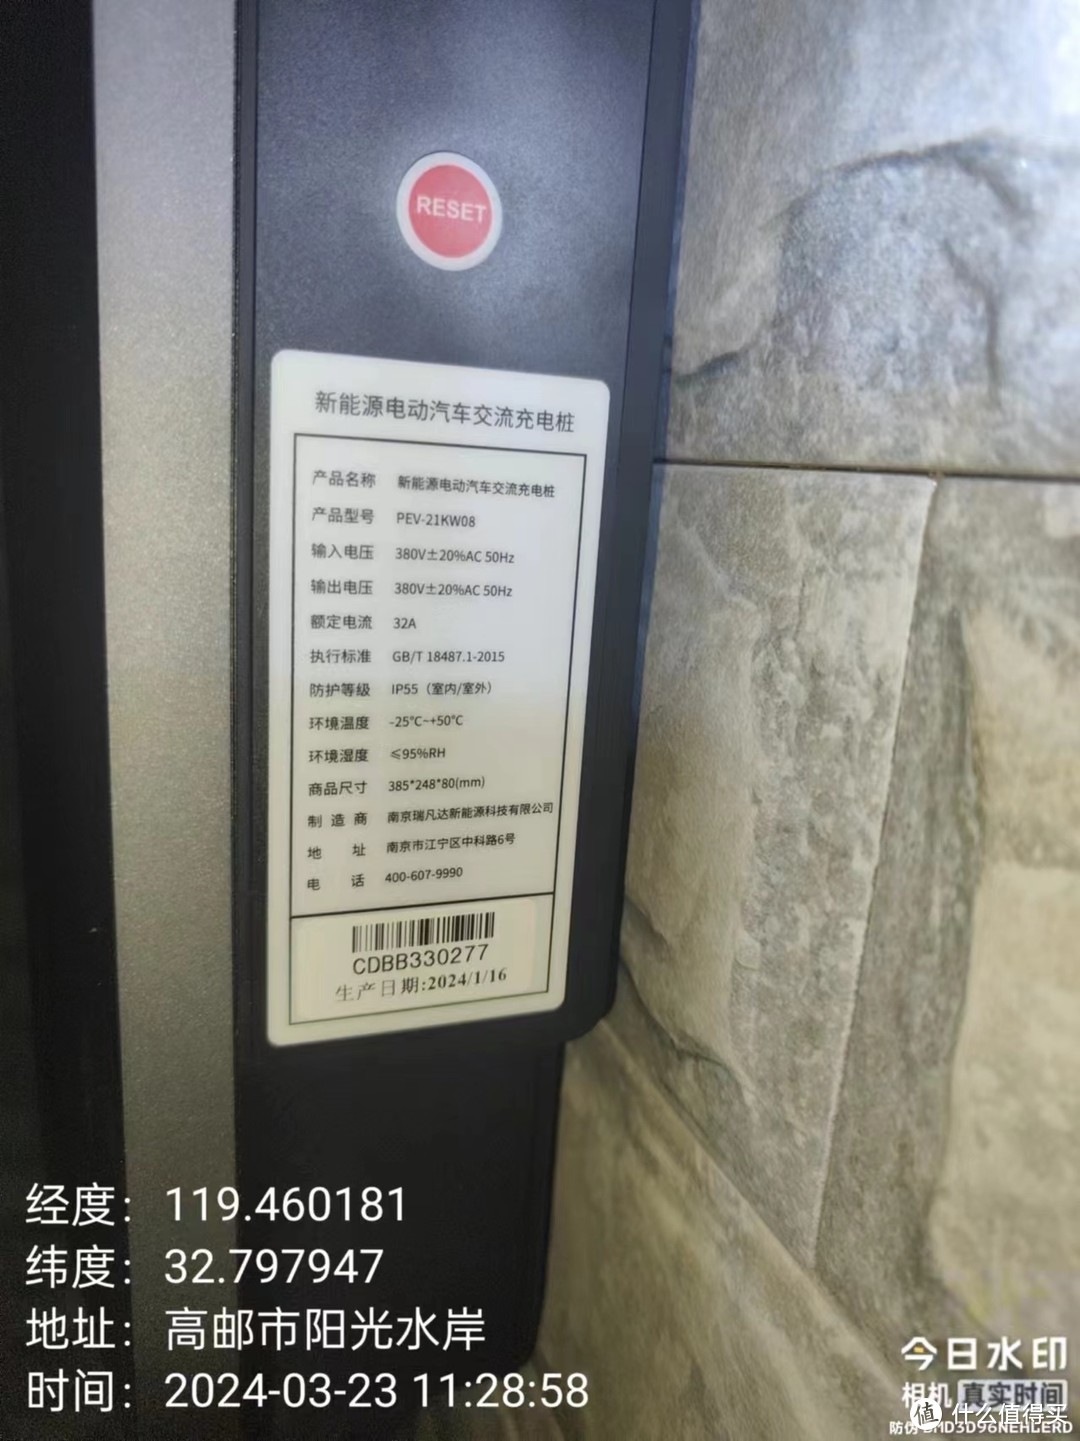 RESET
新能源电动汽车交流充电桩
产品名称 新能源电动汽车交流充电桩
产品型号 PEV-21KW08
输入电压 380V±20%AC 50Hz
输出电压 380V±20%AC 50Hz
额定电流 32A
执行标准 GB/T 18487.1-2015
防护等级 IP55（室内/室外）
环境温度 -25℃~+50℃
环境湿度 ≤95%RH
商品尺寸 385*248*80(mm)
制造商 南京瑞凡达新能源科技有限公司
地址 南京市江宁区中科路6号
电话 400-607-9990
CDBB330277
生产日期:2024/1/16
经度：119.460181
纬度：32.797947
地址：高邮市阳光水岸
时间：2024-03-23 11:28:58
今日水印
相机 真实时间
值 什么值得买
防伪